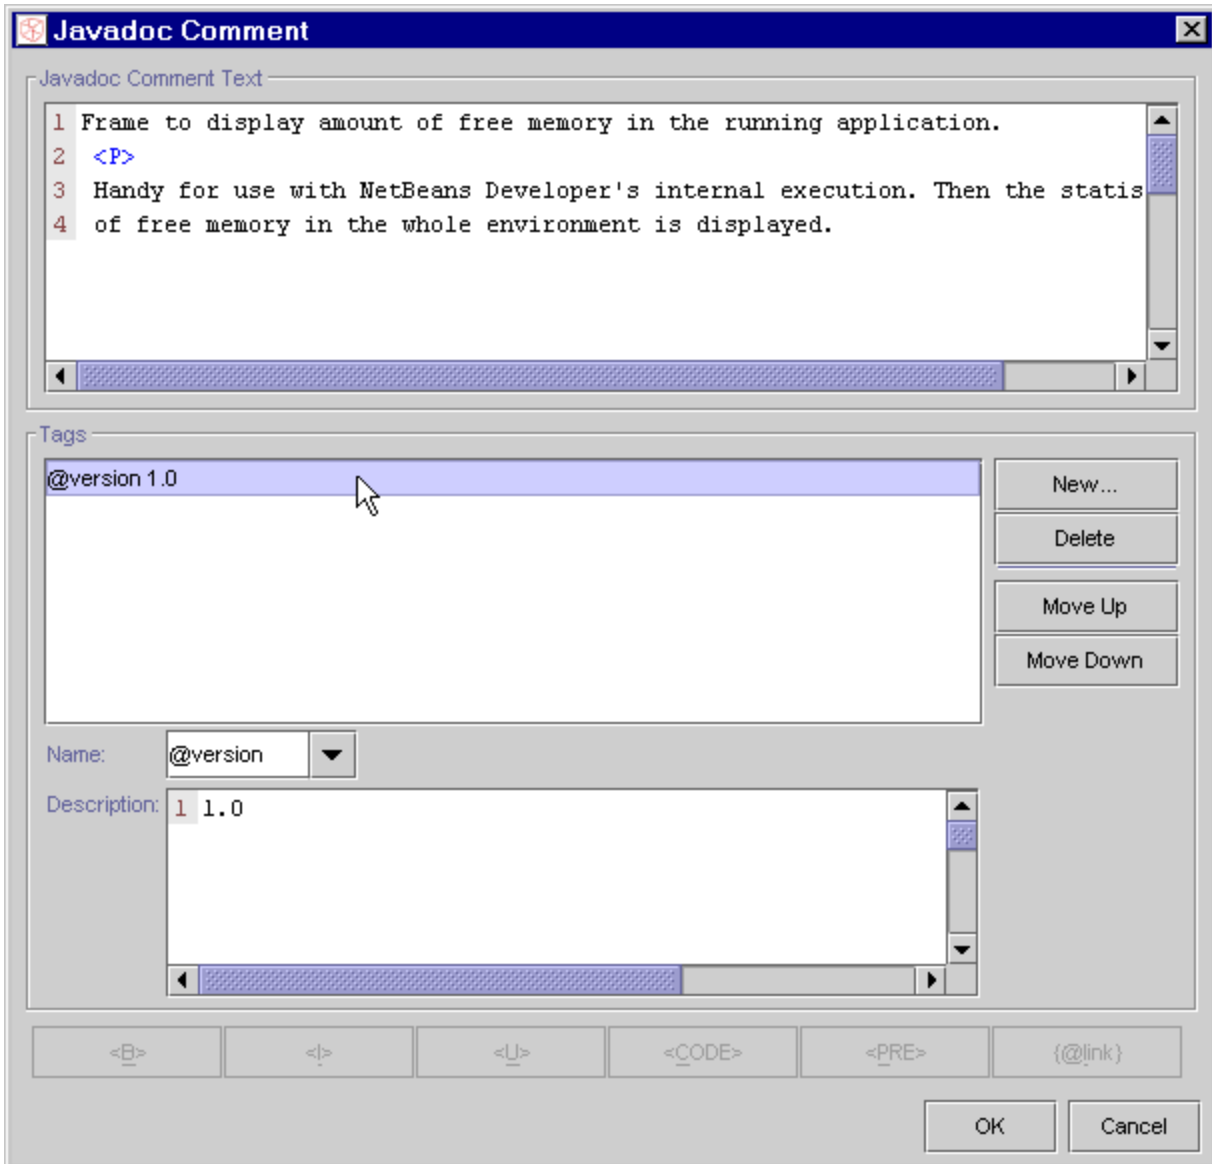 Javadoc Comment
Javadoc Comment Text
1 Frame to display amount of free memory in the running application.
2 <P>
3 Handy for use with NetBeans Developer's internal execution. Then the statis
4 of free memory in the whole environment is displayed.
Tags
@version 1.0
New...
Delete
Move Up
Move Down
Name: @version
Description: 1 1.0
<B> <I> <U> <CODE> <PRE> {@link}
OK Cancel